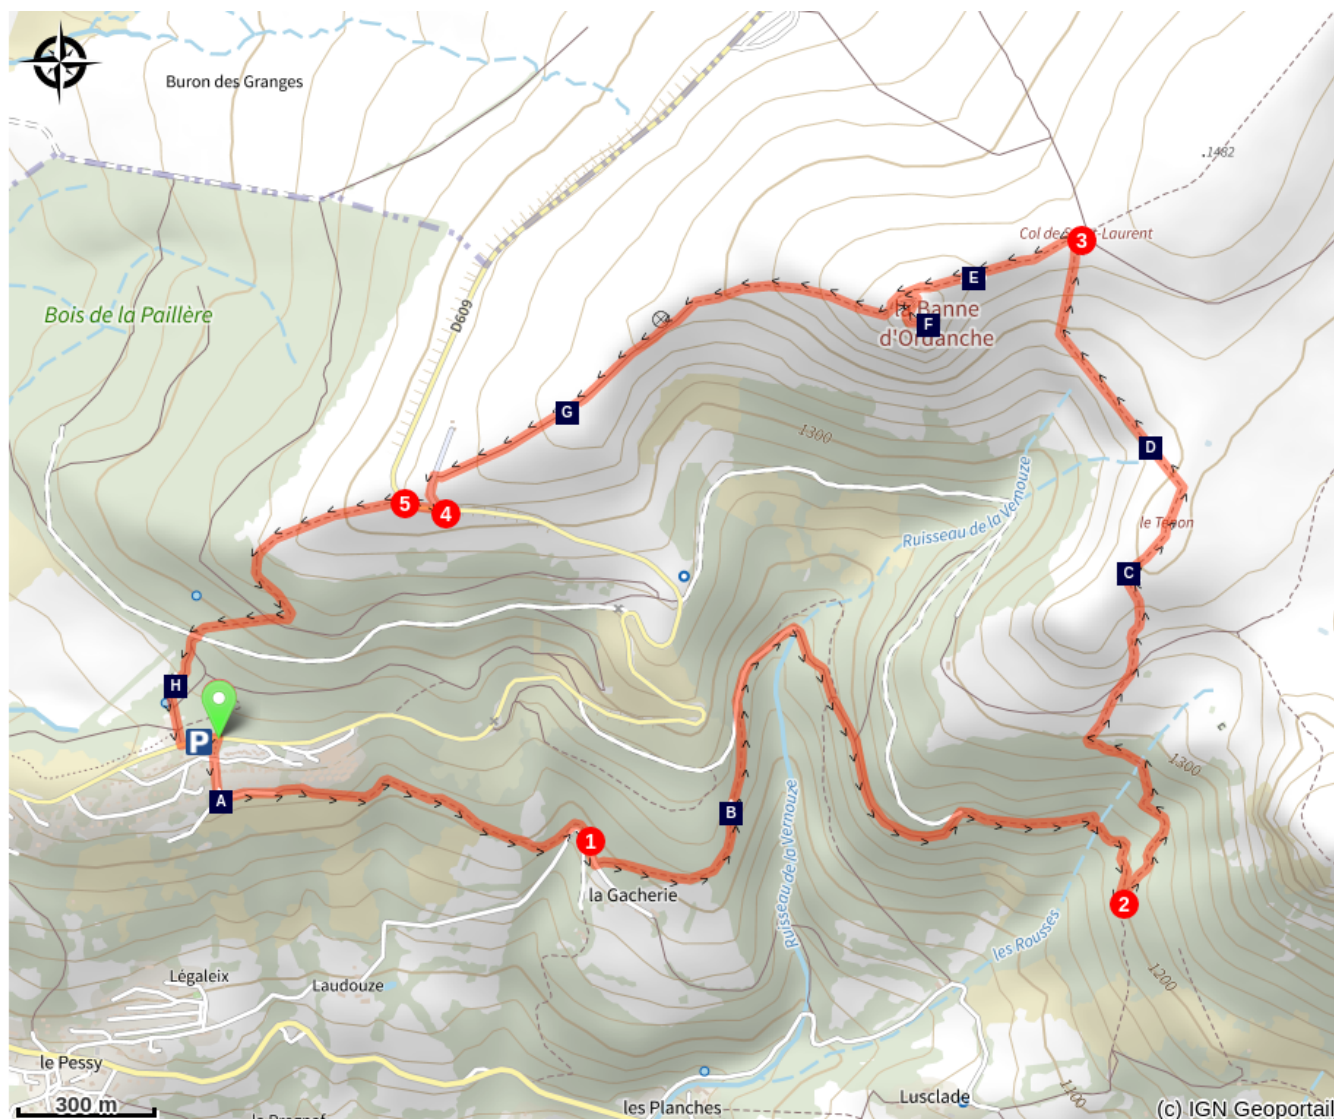 Buron des Granges
1482
Col de
-Laurent
3
E
la Banne
d'Ordanche
F
Bois de la Paillère
D609
G
1300
D
Ruisseau de la Vernouze
le Tenon
5
4
C
H
P
A
1300
B
1
la Gacherie
2
Ruisseau de la Vernouze
les Rousses
1200
Légaleix
Laudouze
le Pessy
1100
Lusclade
les Planches
300 m
(c) IGN Geoportail